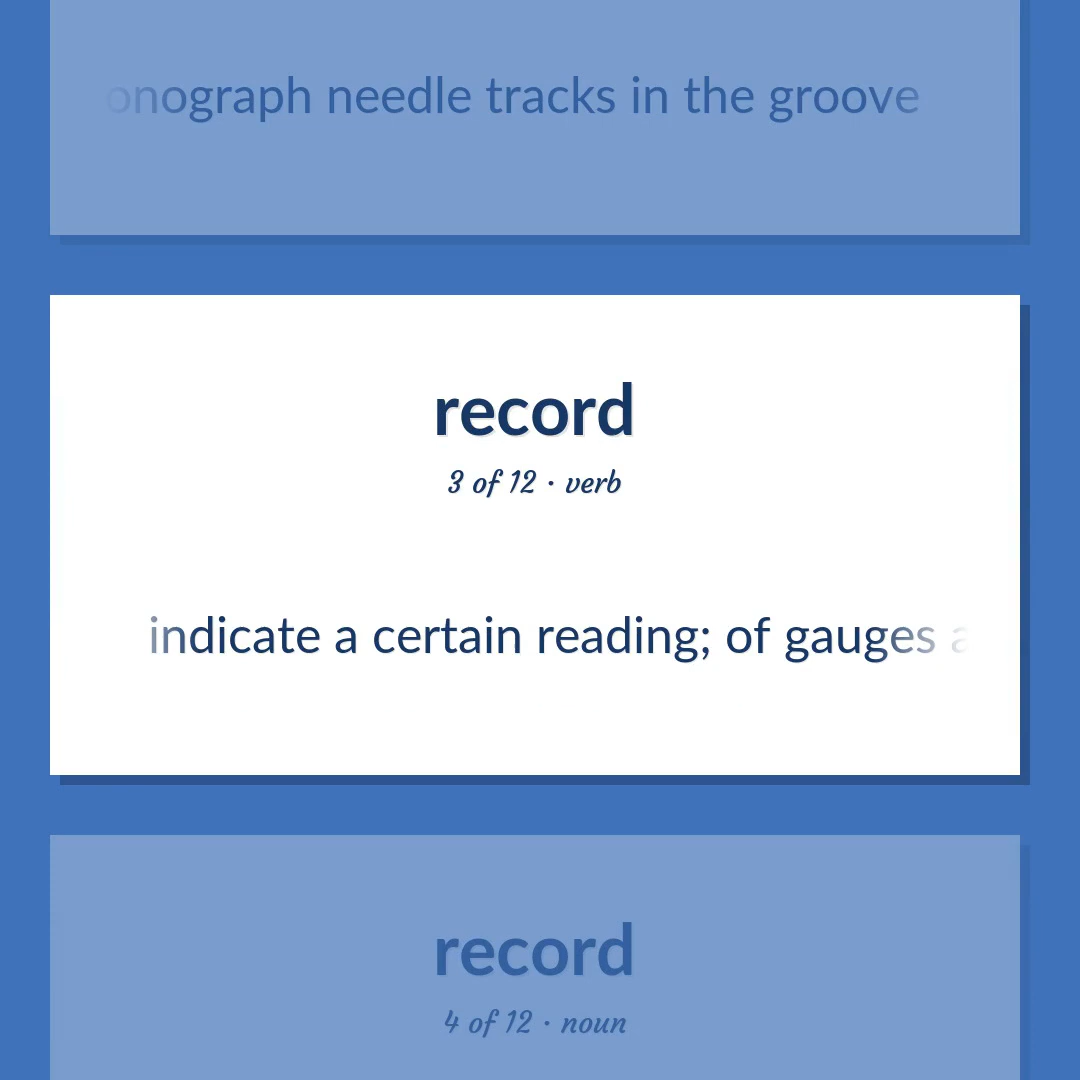 onograph needle tracks in the groove
record
3 of 12 · verb
indicate a certain reading; of gauges a
record
4 of 12 · noun